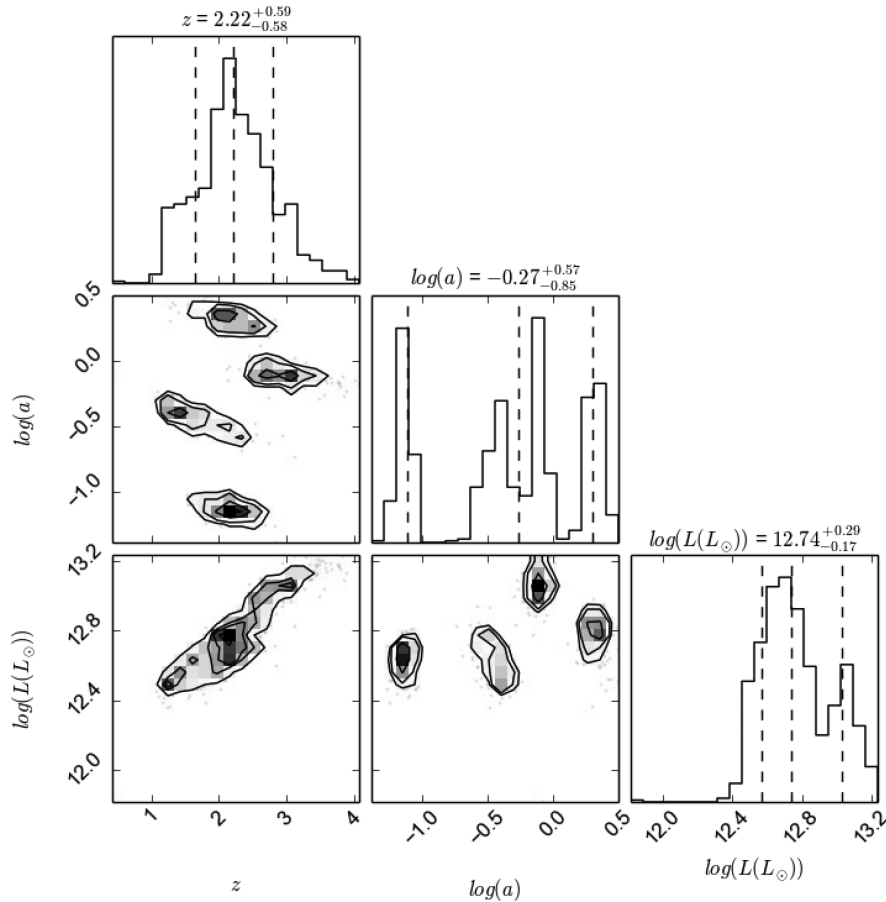 z = 2.22^{+0.59}_{-0.58}
0.5
0.0
−0.5
−1.0
log(a)
log(a) = −0.27^{+0.57}_{-0.85}
13.2
12.8
12.4
12.0
log(L(L_⊙))
log(L(L_⊙)) = 12.74^{+0.29}_{-0.17}
1 2 3 4
z
−1.0 −0.5 0.0 0.5
log(a)
12.0 12.4 12.8 13.2
log(L(L_⊙))